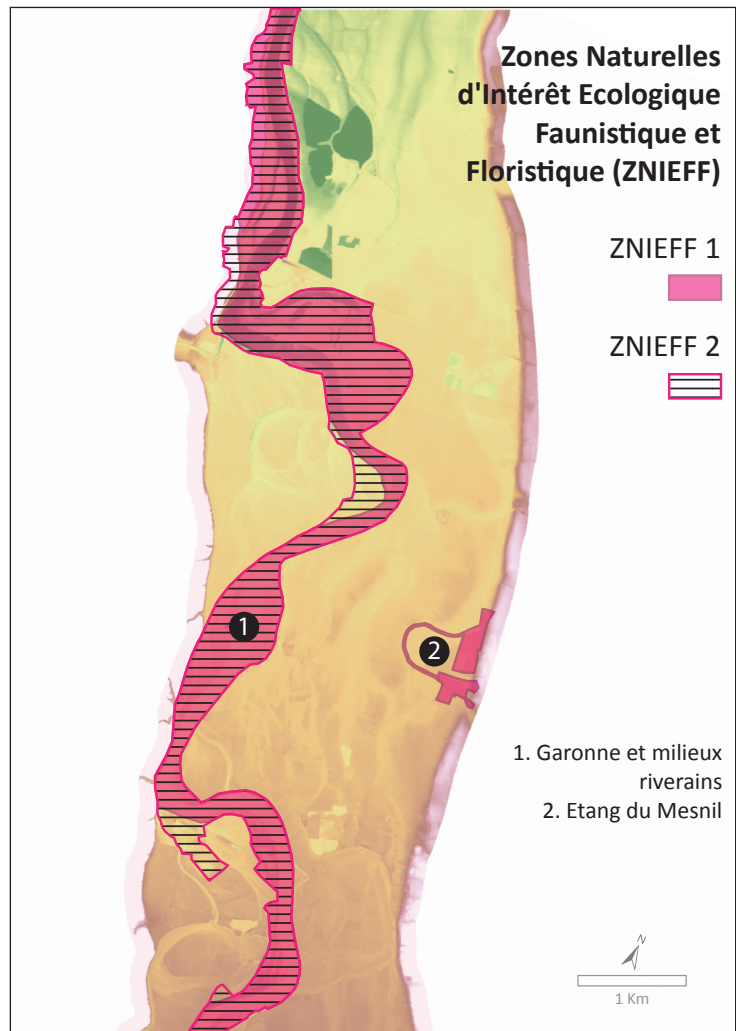 Zones Naturelles
d'Intérêt Ecologique
Faunistique et
Floristique (ZNIEFF)
ZNIEFF 1
ZNIEFF 2
1
2
1. Garonne et milieux
riverains
2. Etang du Mesnil
N
1 Km